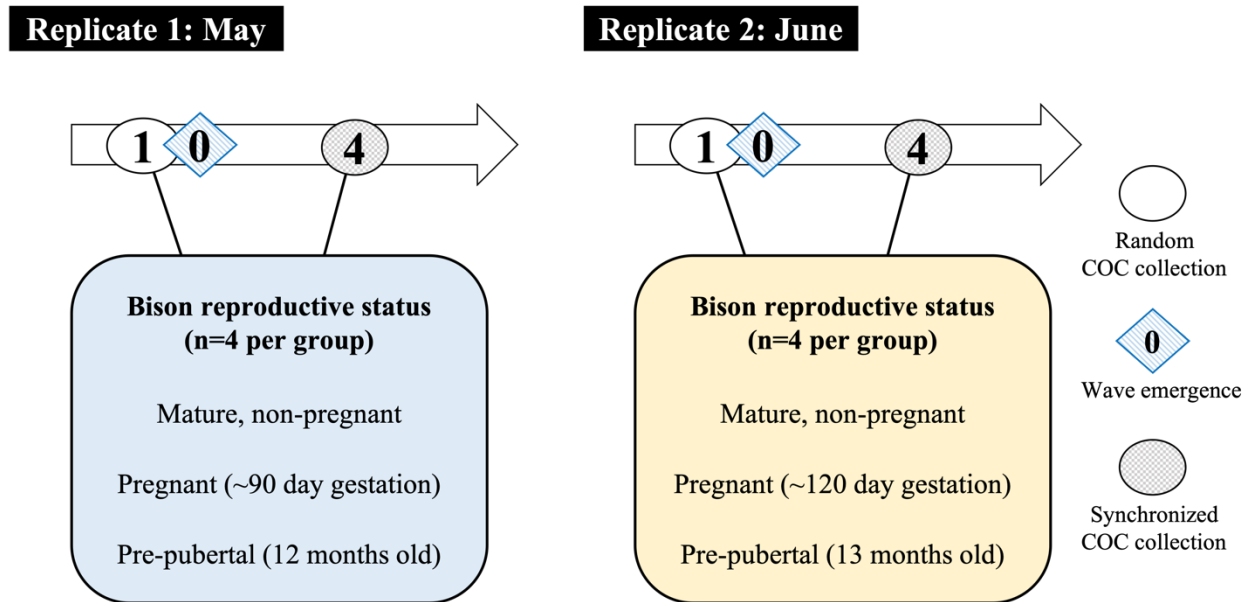 Replicate 1: May
1
0
4
Bison reproductive status
(n=4 per group)
Mature, non-pregnant
Pregnant (~90 day gestation)
Pre-pubertal (12 months old)
Replicate 2: June
1
0
4
Bison reproductive status
(n=4 per group)
Mature, non-pregnant
Pregnant (~120 day gestation)
Pre-pubertal (13 months old)
Random
COC collection
0
Wave emergence
Synchronized
COC collection